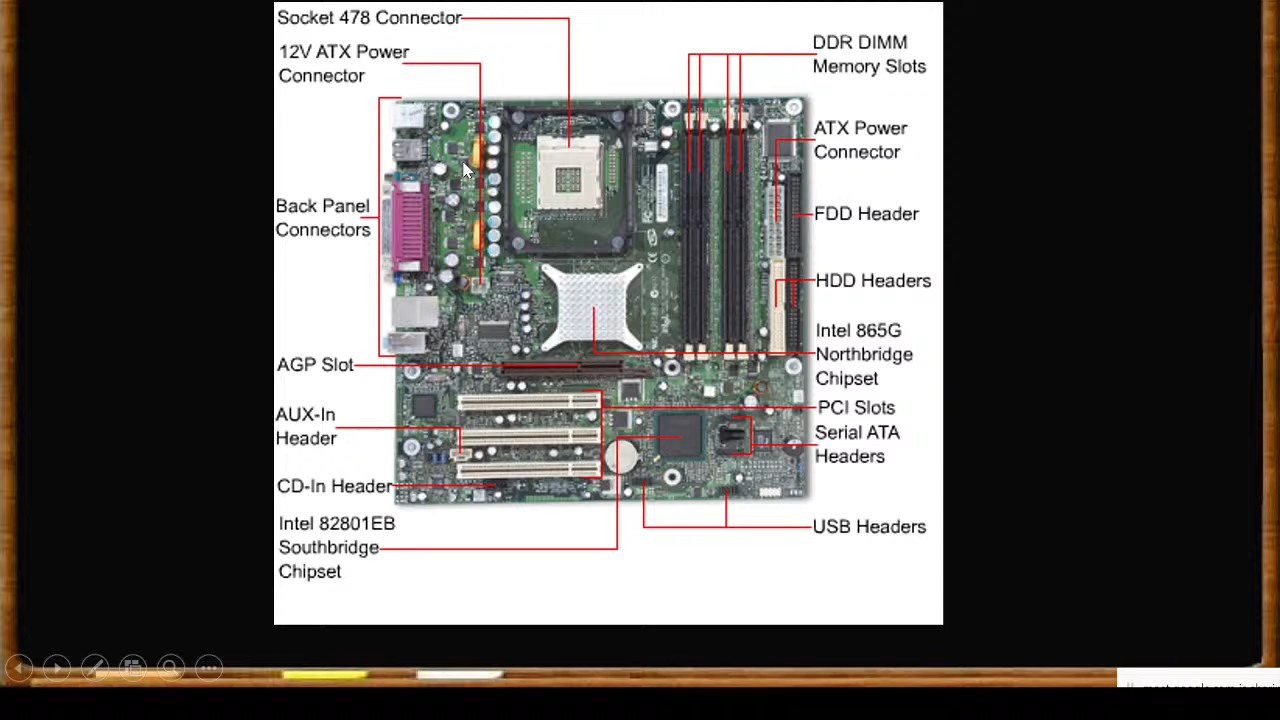 Socket 478 Connector
12V ATX Power
Connector
Back Panel
Connectors
AGP Slot
AUX-In
Header
CD-In Header
Intel 82801EB
Southbridge
Chipset
DDR DIMM
Memory Slots
ATX Power
Connector
FDD Header
HDD Headers
Intel 865G
Northbridge
Chipset
PCI Slots
Serial ATA
Headers
USB Headers